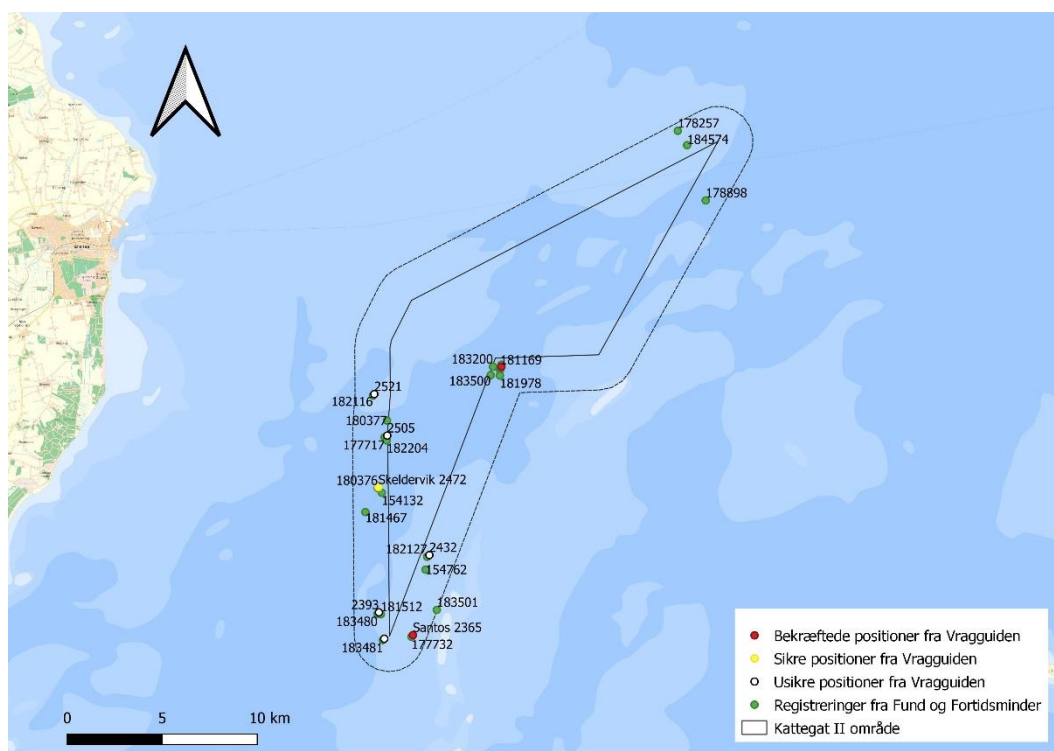 178257
184574
178898
183200 181169
183500 181978
2521
182116
180377
2505
177717 182204
180376 Skeldervik 2472
154132
181467
182127 2432
154762
2393 181512
183480
183501
Santos 2365
183481 177732
0 5 10 km
Bekræftede positioner fra Vragguiden
Sikre positioner fra Vragguiden
Usikre positioner fra Vragguiden
Registreringer fra Fund og Fortidsminder
Kattegat II område